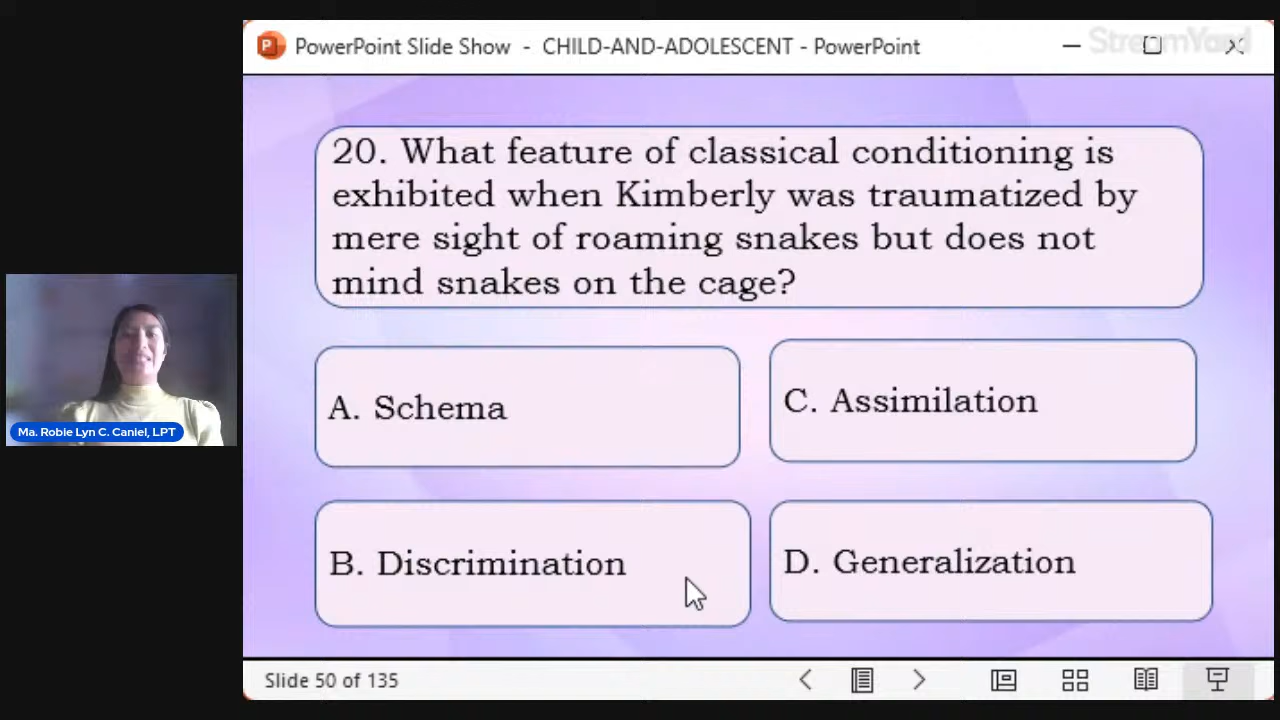 PowerPoint Slide Show - CHILD-AND-ADOLESCENT - PowerPoint
StreamYard
20. What feature of classical conditioning is
exhibited when Kimberly was traumatized by
mere sight of roaming snakes but does not
mind snakes on the cage?
A. Schema
C. Assimilation
B. Discrimination
D. Generalization
Ma. Robie Lyn C. Caniel, LPT
Slide 50 of 135